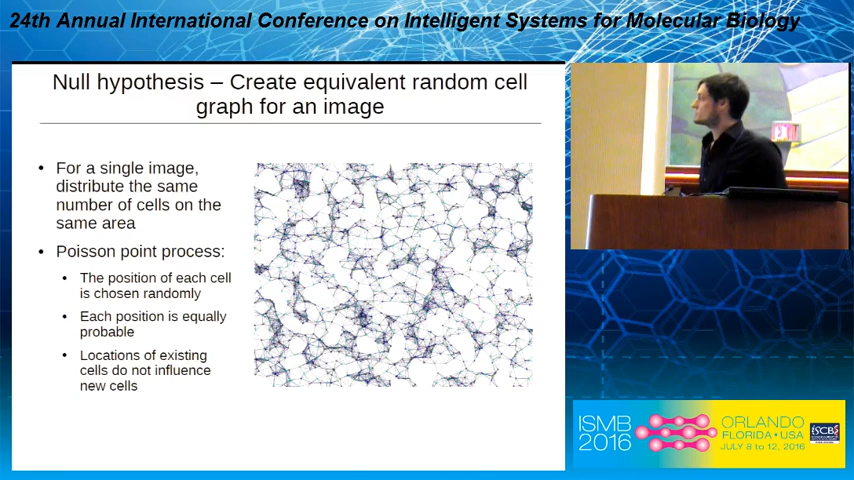 24th Annual International Conference on Intelligent Systems for Molecular Biology
Null hypothesis – Create equivalent random cell
graph for an image
• For a single image,
distribute the same
number of cells on the
same area
• Poisson point process:
• The position of each cell
is chosen randomly
• Each position is equally
probable
• Locations of existing
cells do not influence
new cells
EXIT
ISMB
2016
ORLANDO
FLORIDA • USA
JULY 8 to 12, 2016
ISCB